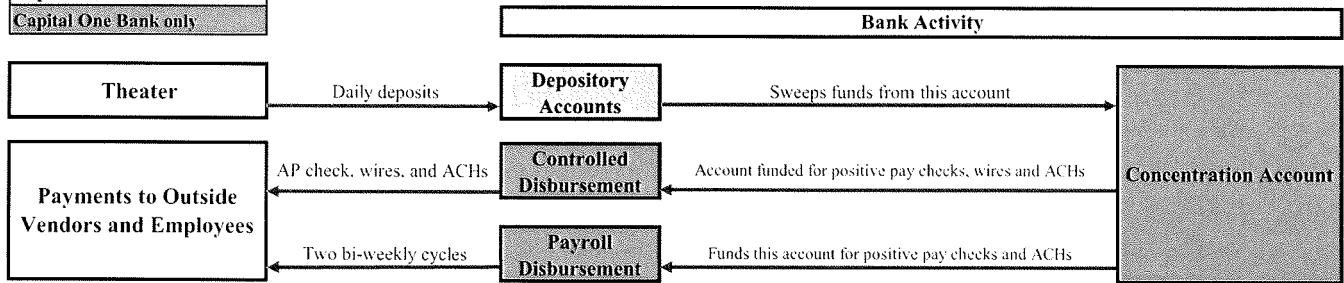 Capital One Bank only
Bank Activity
Theater
Daily deposits
Depository
Accounts
Sweeps funds from this account
Concentration Account
Payments to Outside
Vendors and Employees
AP check, wires, and ACHs
Controlled
Disbursement
Account funded for positive pay checks, wires and ACHs
Two bi-weekly cycles
Payroll
Disbursement
Funds this account for positive pay checks and ACHs